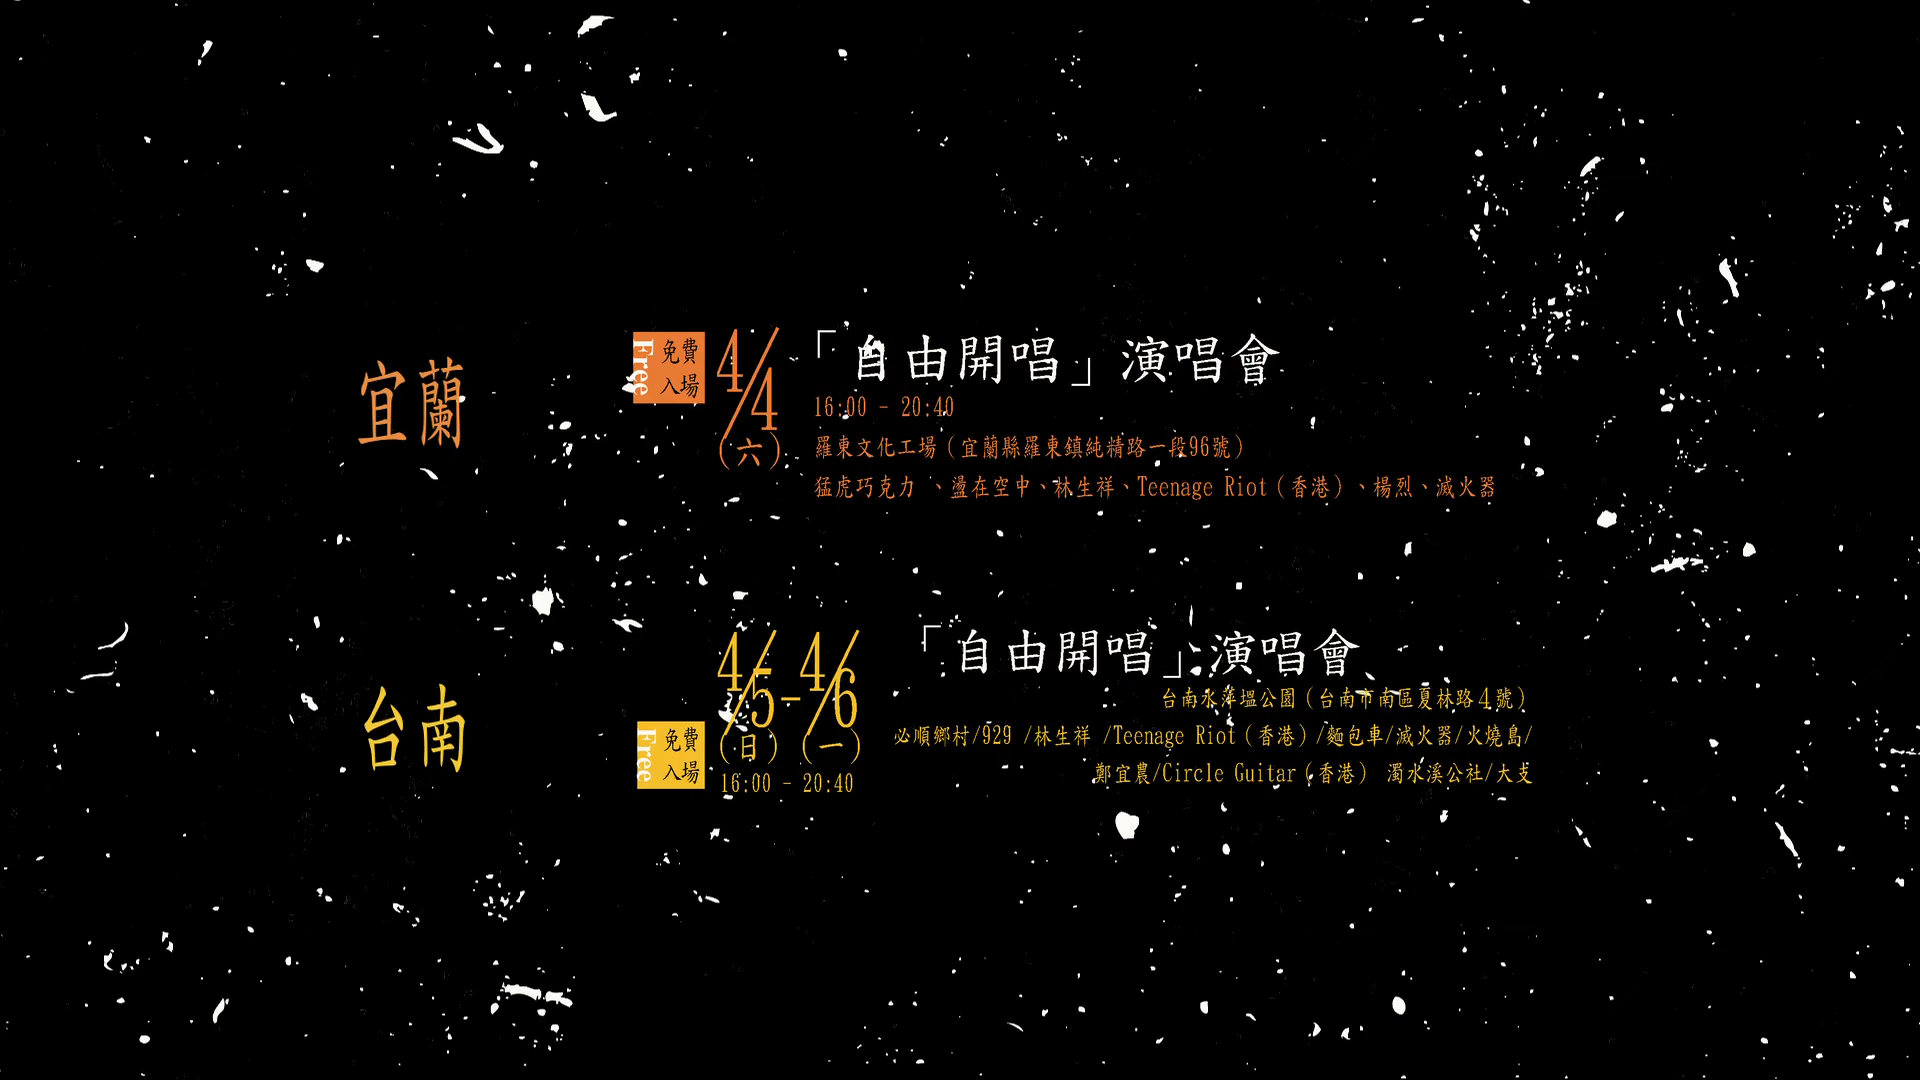 宜蘭
Free
免費
入場
4/4
(六)
「自由開唱」演唱會
16:00 - 20:40
羅東文化工場(宜蘭縣羅東鎮純精路一段96號)
猛虎巧克力 、盪在空中、林生祥、Teenage Riot(香港)、楊烈、滅火器
台南
Free
免費
入場
4/5-4/6
(日) (一)
16:00 - 20:40
「自由開唱」演唱會
台南水萍塭公園(台南市南區夏林路4號)
必順鄉村/929 /林生祥 /Teenage Riot(香港)/麵包車/滅火器/火燒島/
鄭宜農/Circle Guitar(香港) 濁水溪公社/大支